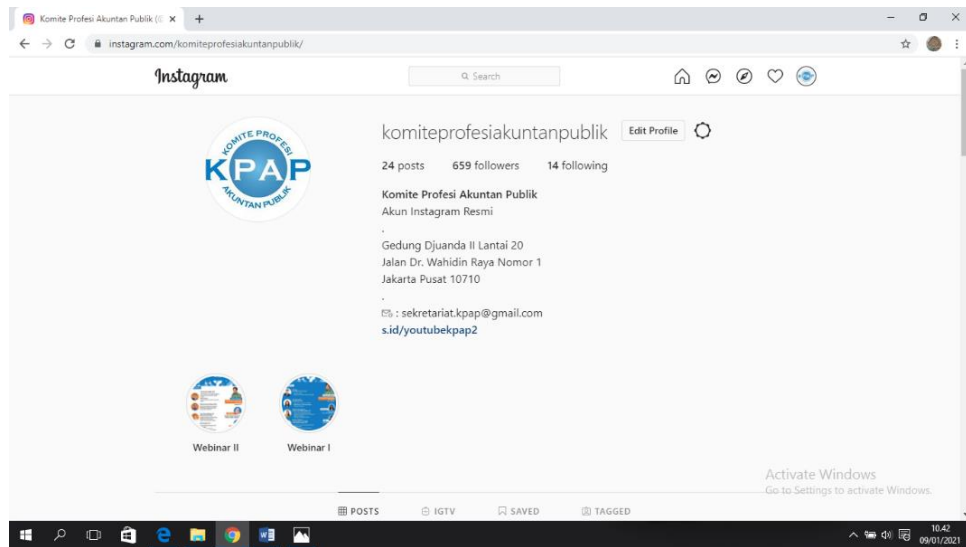 Komite Profesi Akuntan Publik (
instagram.com/komiteprofesiakuntanpublik/
Instagram
Search
KOMITE PROFESI
KPAP
AKUNTAN PUBLIK
komiteprofesiakuntanpublik
Edit Profile
24 posts 659 followers 14 following
Komite Profesi Akuntan Publik
Akun Instagram Resmi
.
Gedung Djuanda II Lantai 20
Jalan Dr. Wahidin Raya Nomor 1
Jakarta Pusat 10710
.
: sekretariat.kpap@gmail.com
s.id/youtubekpap2
Webinar II
Webinar I
Activate Windows
Go to Settings to activate Windows.
POSTS IGTV SAVED TAGGED
10.42
09/01/2021